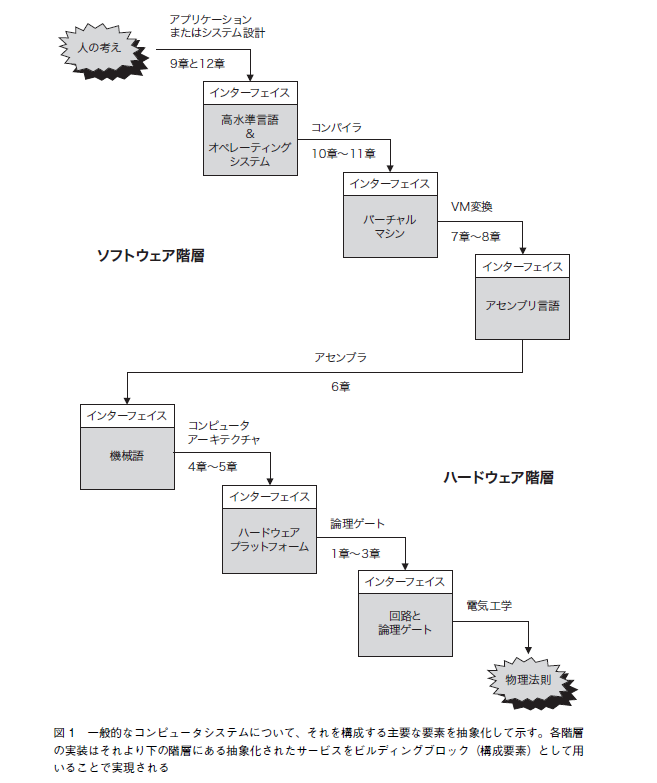 アプリケーション
またはシステム設計
人の考え
9章と12章
インターフェイス
高水準言語
&
オペレーティング
システム
コンパイラ
10章～11章
インターフェイス
バーチャル
マシン
VM変換
7章～8章
ソフトウェア階層
インターフェイス
アセンブリ言語
アセンブラ
6章
インターフェイス
機械語
コンピュータ
アーキテクチャ
4章～5章
ハードウェア階層
インターフェイス
ハードウェア
プラットフォーム
論理ゲート
1章～3章
インターフェイス
回路と
論理ゲート
電気工学
物理法則
図 1　一般的なコンピュータシステムについて、それを構成する主要な要素を抽象化して示す。各階層
の実装はそれより下の階層にある抽象化されたサービスをビルディングブロック（構成要素）として用
いることで実現される